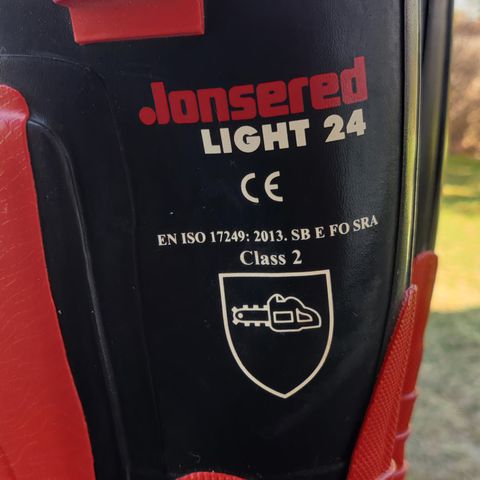 Jonsered
LIGHT 24
CE
EN ISO 17249: 2013. SB E FO SRA
Class 2